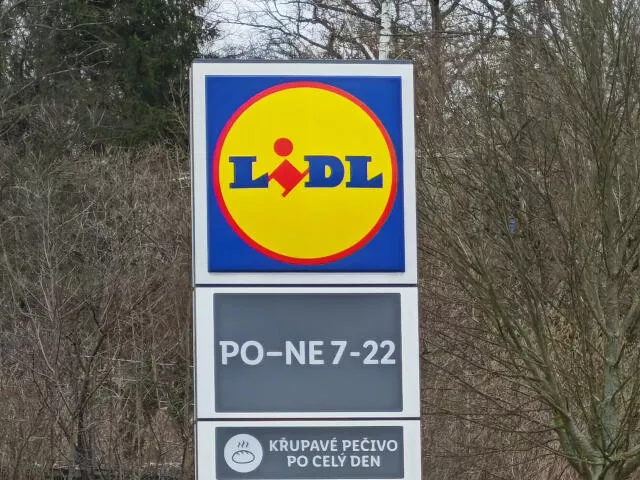 LIDL
PO–NE 7-22
KŘUPAVÉ PEČIVO
PO CELÝ DEN